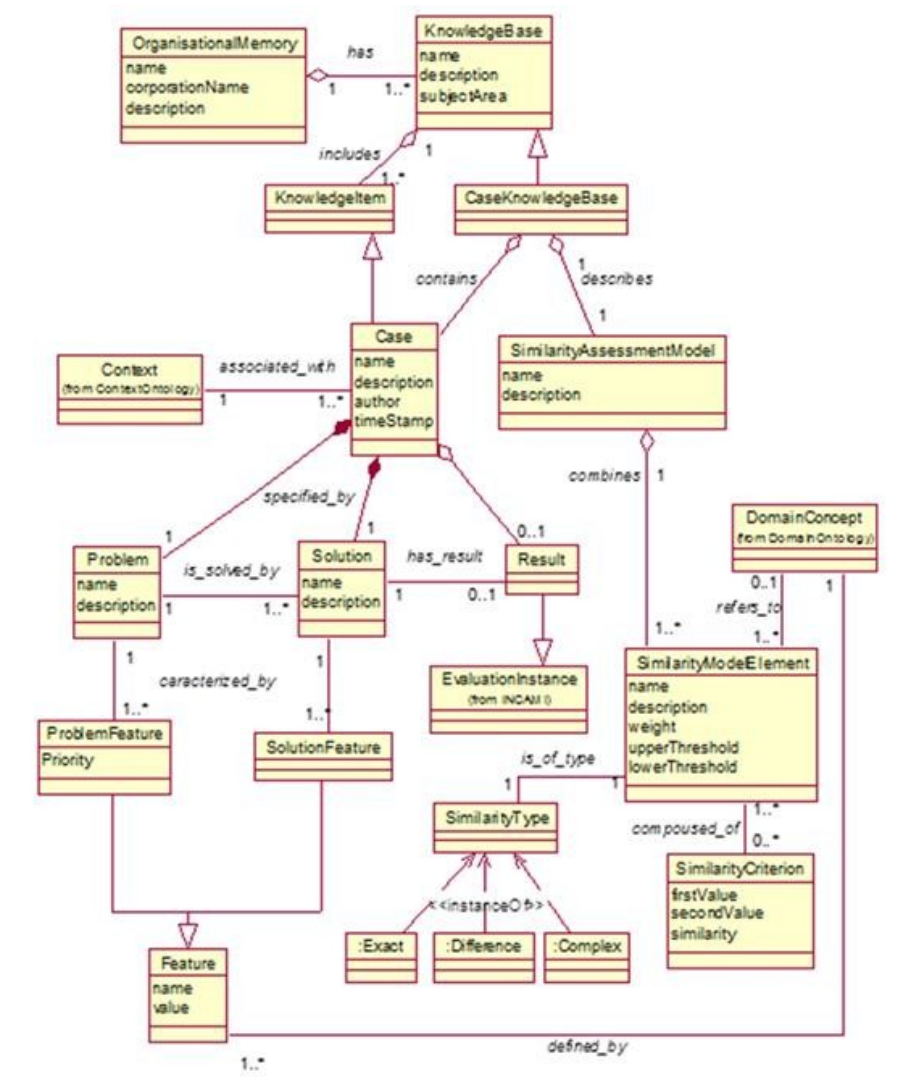 KnowledgeBase
name
description
subjectArea
OrganisationalMemory
name
corporationName
description
has
1
1..*
includes
1
1..*
KnowledgeItem
CaseKnowledgeBase
contains
1
describes
1
Case
name
description
author
timeStamp
SimilarityAssessmentModel
name
description
Context
(from ContextOntology)
associated_with
1
1..*
combines
1
specified_by
1
1
0..1
DomainConcept
(from DomainOntology)
Problem
name
description
is_solved_by
1
1..*
Solution
name
description
has_result
1
0..1
Result
0..1
1
refers_to
1..*
1..*
SimilarityModelElement
name
description
weight
upperThreshold
lowerThreshold
EvaluationInstance
(from INCAMI)
1
caracterized_by
1
1..*
1..*
ProblemFeature
Priority
SolutionFeature
is_of_type
1
1
SimilarityType
1..*
compoused_of
0..*
SimilarityCriterion
firstValue
secondValue
similarity
<<instanceOf>>
:Exact
:Difference
:Complex
Feature
name
value
1..*
defined_by